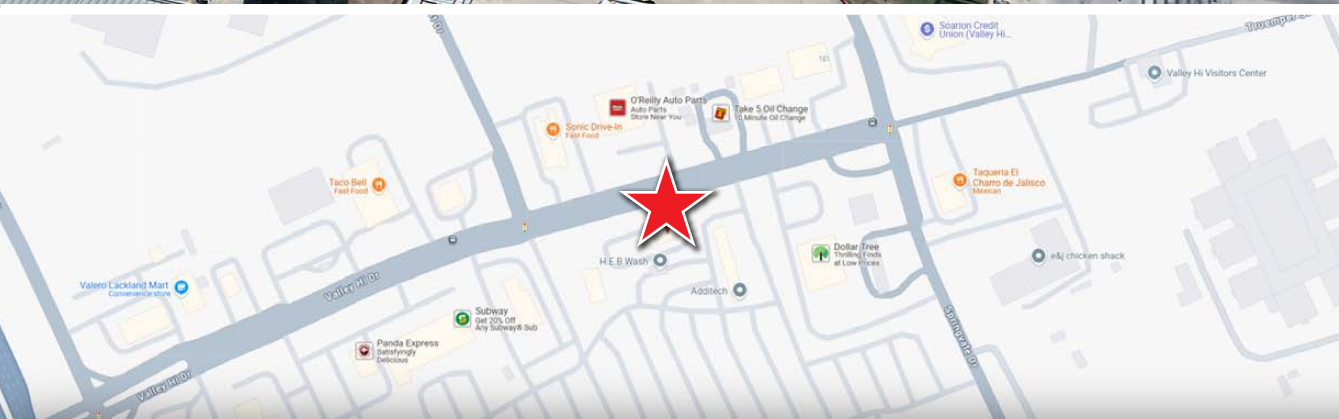 Soarion Credit
Union (Valley Hi...
Valley Hi Visitors Center
101
O'Reilly Auto Parts
Auto Parts
Store Near You
Take 5 Oil Change
10 Minute Oil Change
Sonic Drive-In
Fast Food
Taco Bell
Fast Food
Taqueria El
Charro de Jalisco
Mexican
Dollar Tree
Thrilling Finds
at Low Prices
e&j chicken shack
H E B Wash
Additech
Valero Lackland Mart
Convenience store
Valley Hi Dr
Subway
Get 20% Off
Any Subway® Sub
Panda Express
Satisfyingly
Delicious
Springvale Dr
Valley Hi Dr